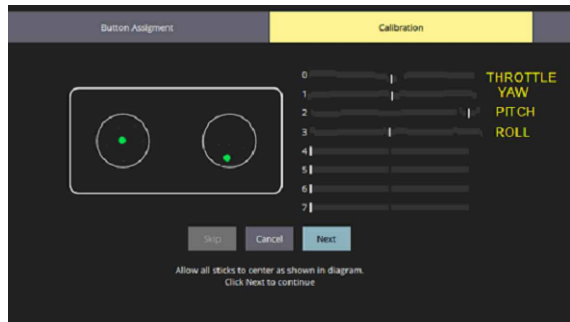 Button Assigment
Calibration
0 THROTTLE
1 YAW
2 PITCH
3 ROLL
4
5
6
7
Skip Cancel Next
Allow all sticks to center as shown in diagram.
Click Next to continue